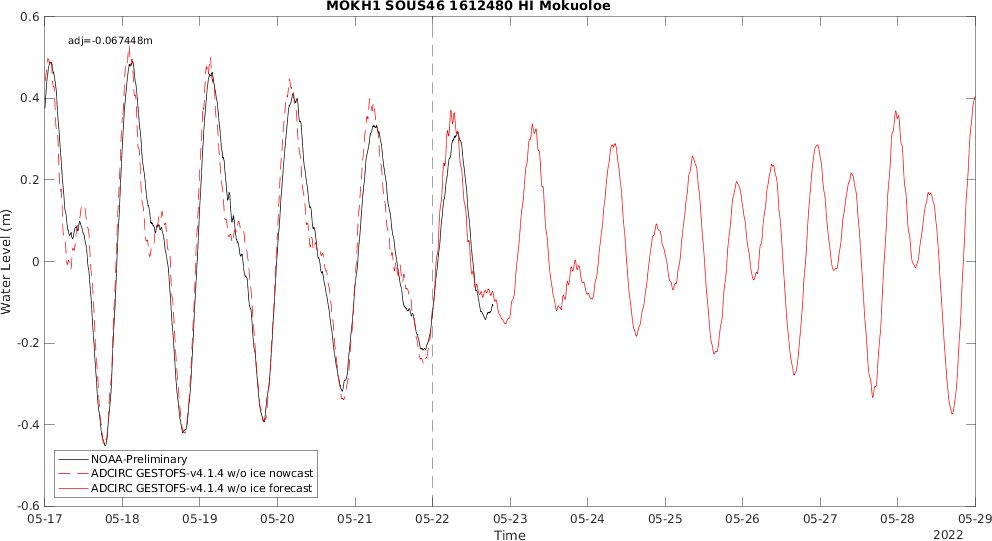 MOKH1 SOUS46 1612480 HI Mokuoloe
adj=-0.067448m
0.6
0.4
0.2
0
-0.2
-0.4
-0.6
Water Level (m)
NOAA-Preliminary
ADCIRC GESTOFS-v4.1.4 w/o ice nowcast
ADCIRC GESTOFS-v4.1.4 w/o ice forecast
05-17 05-18 05-19 05-20 05-21 05-22 05-23 05-24 05-25 05-26 05-27 05-28 05-29
Time
2022